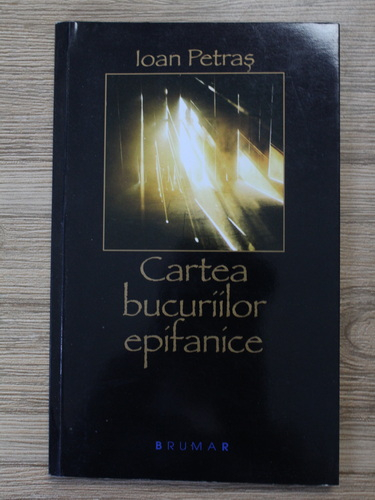 Ioan Petraş
Cartea
bucuriilor
epifanice
BRUMAR